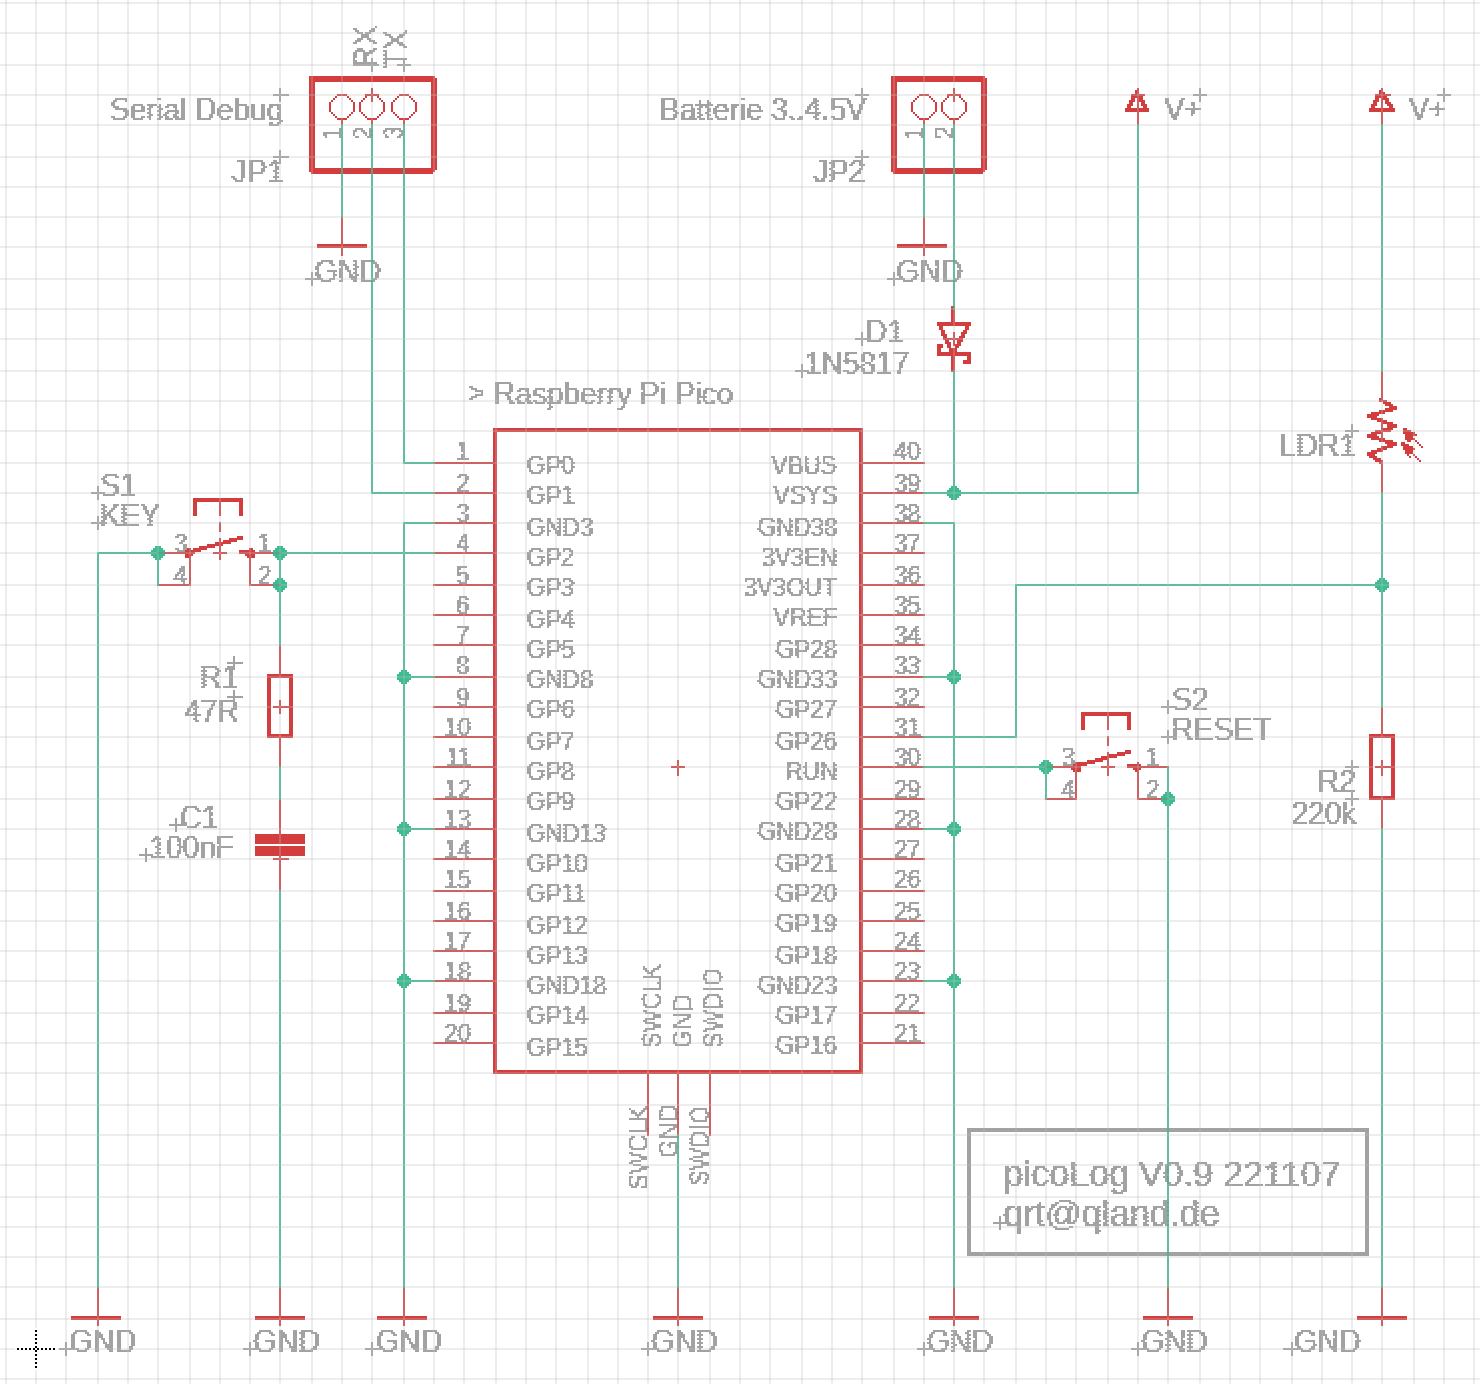 RX
TX
Serial Debug
1
2
3
JP1
GND
Batterie 3..4.5V
1
2
JP2
GND
V+
V+
D1
1N5817
> Raspberry Pi Pico
LDR1
S1
KEY
3
1
4
2
R1
47R
C1
100nF
1 GP0 VBUS 40
2 GP1 VSYS 39
3 GND3 GND38 38
4 GP2 3V3EN 37
5 GP3 3V3OUT 36
6 GP4 VREF 35
7 GP5 GP28 34
8 GND8 GND33 33
9 GP6 GP27 32
10 GP7 GP26 31
11 GP8 RUN 30
12 GP9 GP22 29
13 GND13 GND28 28
14 GP10 GP21 27
15 GP11 GP20 26
16 GP12 GP19 25
17 GP13 GP18 24
18 GND18 GND23 23
19 GP14 GP17 22
20 GP15 GP16 21
SWCLK
GND
SWDIO
SWCLK
GND
SWDIO
S2
RESET
3
1
4
2
R2
220k
picoLog V0.9 221107
qrt@qland.de
GND
GND
GND
GND
GND
GND
GND